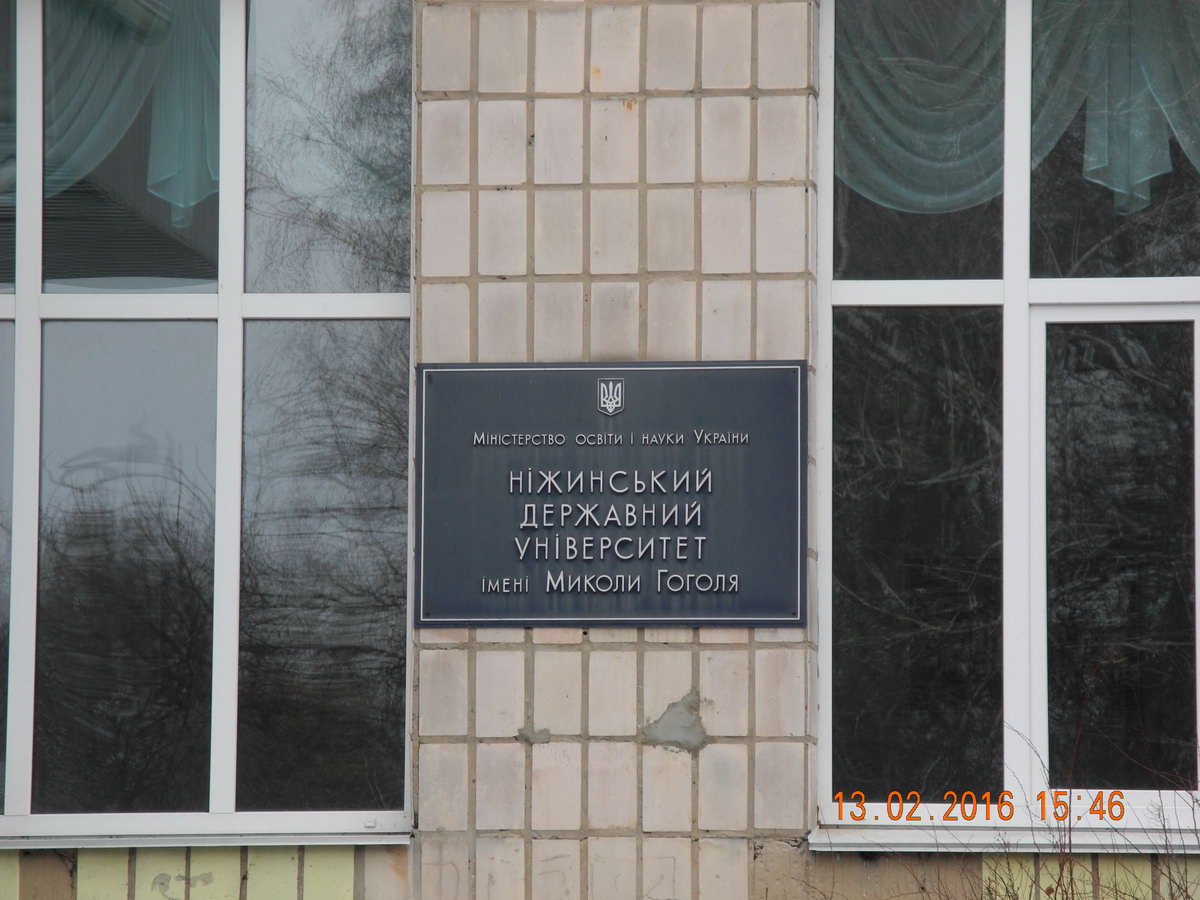 Міністерство освіти і науки України
НІЖИНСЬКИЙ
ДЕРЖАВНИЙ
УНІВЕРСИТЕТ
імені Миколи Гоголя
13.02.2016 15:46